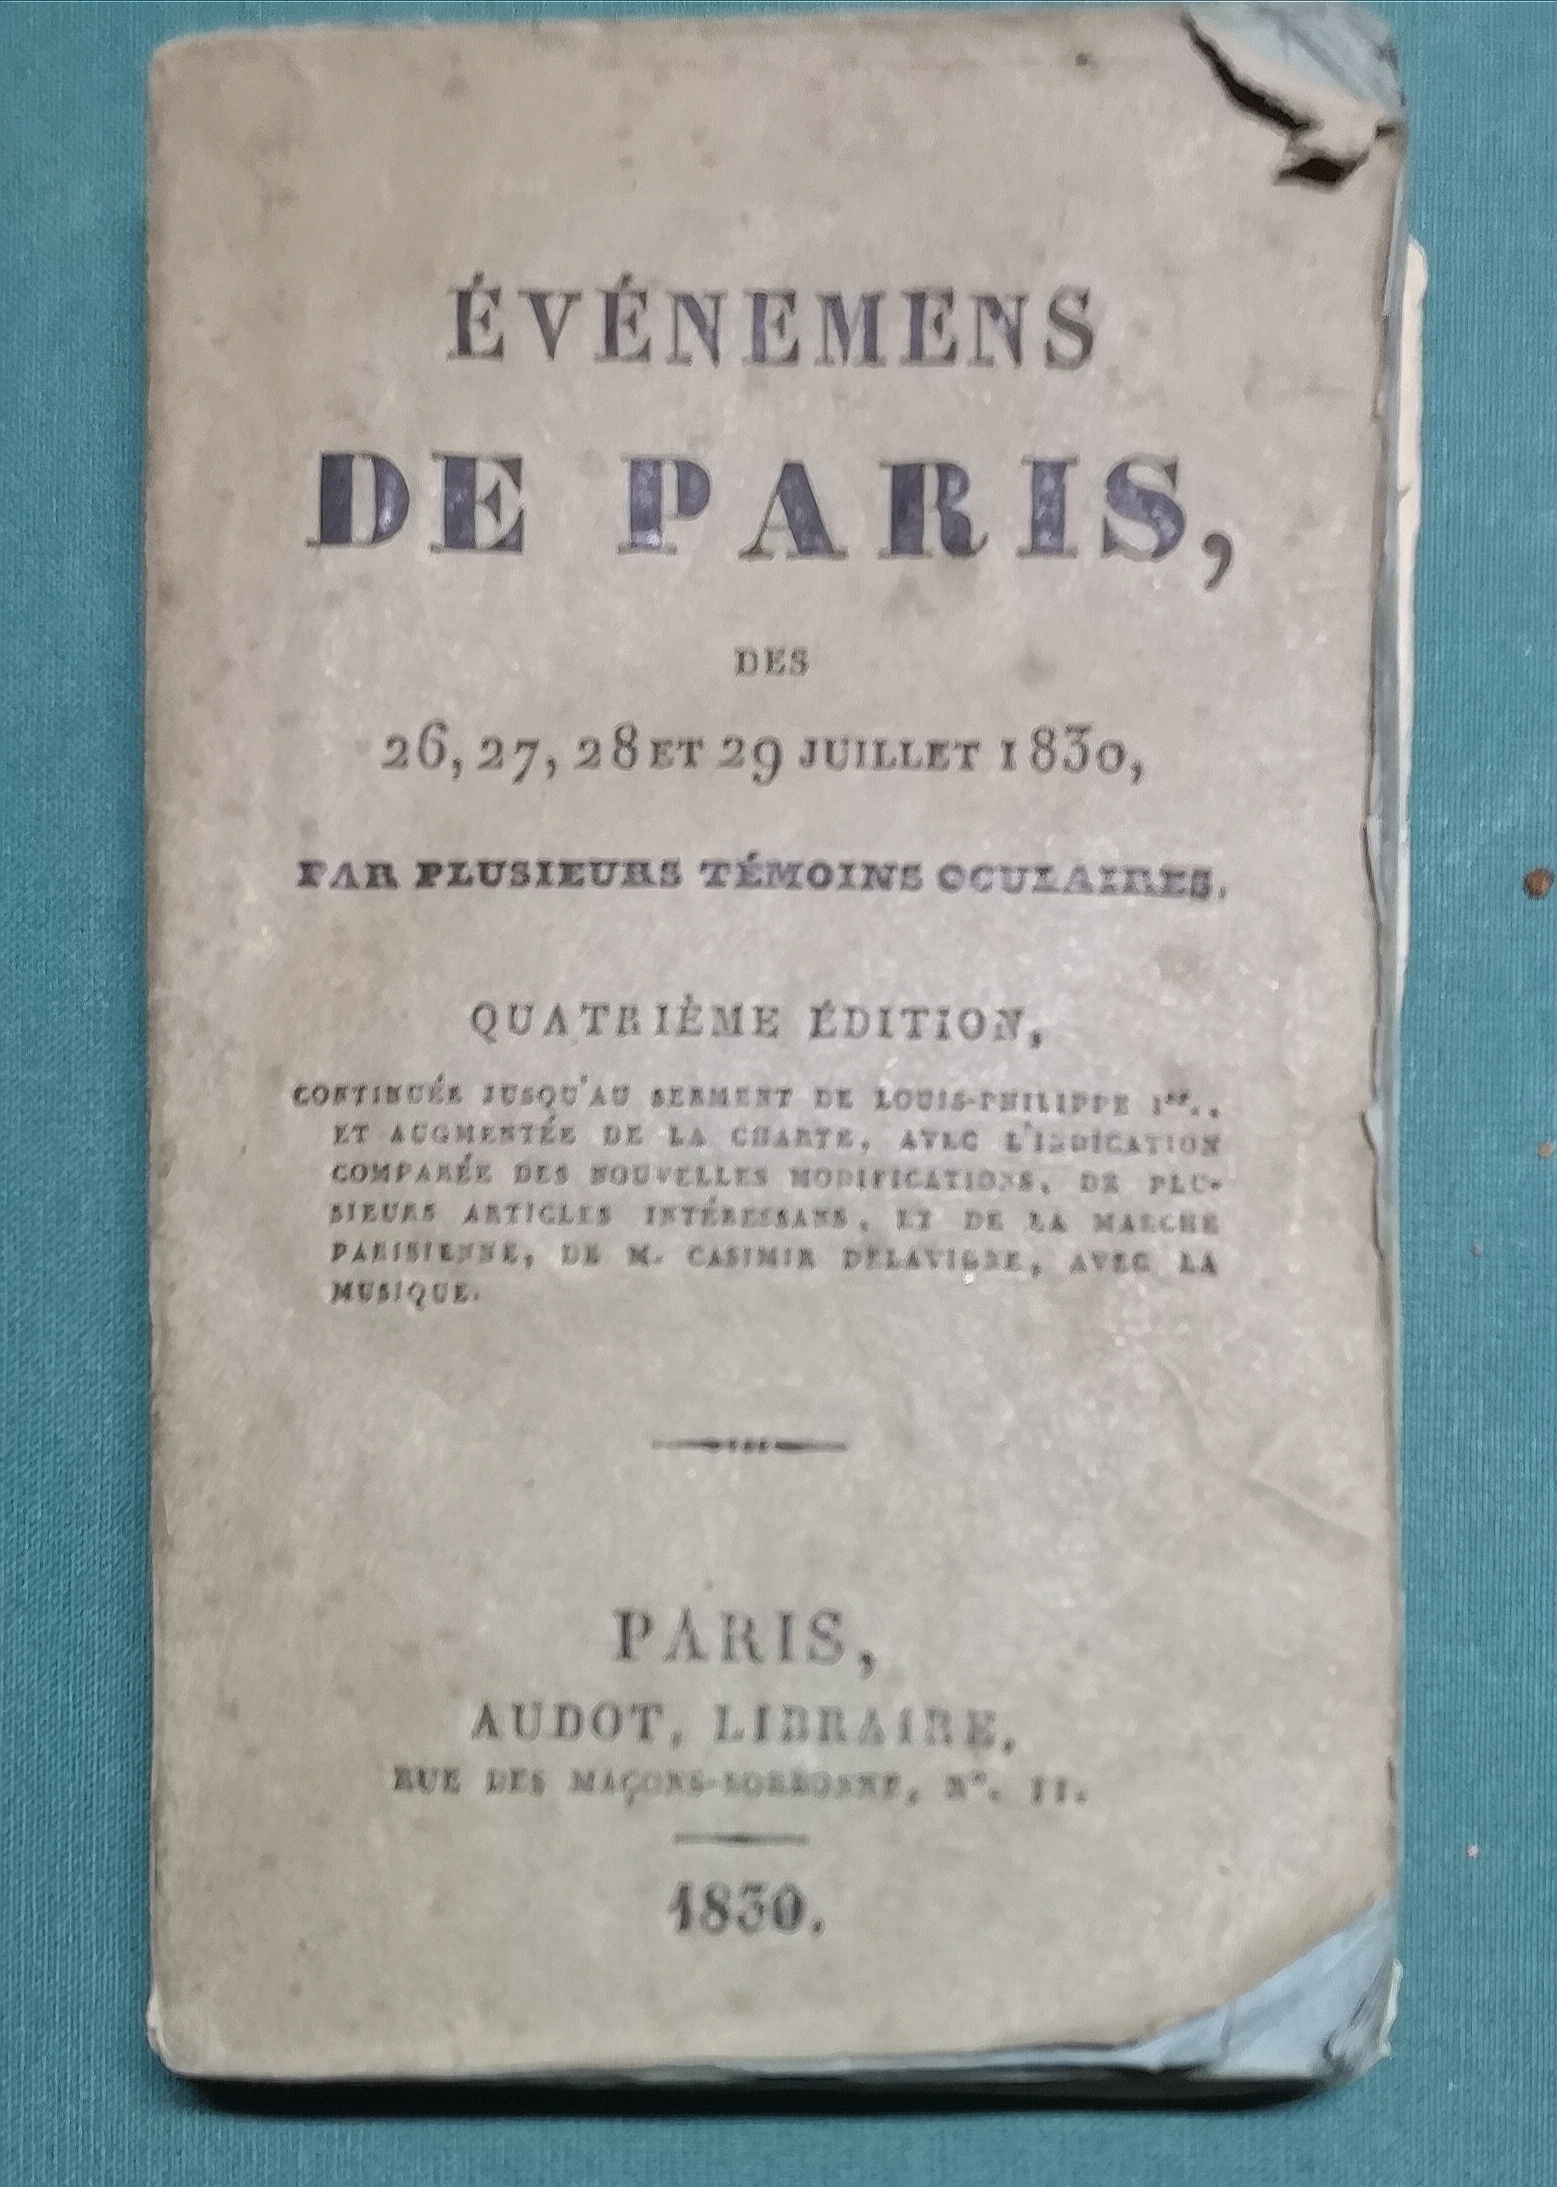 ÉVÉNEMENS
DE PARIS,
DES
26, 27, 28 ET 29 JUILLET 1830,
PAR PLUSIEURS TÉMOINS OCULAIRES.
QUATRIÈME ÉDITION,
CONTINUÉE JUSQU'AU SERMENT DE LOUIS-PHILIPPE Ier.,
ET AUGMENTÉE DE LA CHARTE, AVEC L'INDICATION
COMPARÉE DES NOUVELLES MODIFICATIONS, DE PLU-
SIEURS ARTICLES INTÉRESSANS, ET DE LA MARCHE
PARISIENNE, DE M. CASIMIR DELAVIGNE, AVEC LA
MUSIQUE.
PARIS,
AUDOT, LIBRAIRE,
RUE DES MAÇONS-SORBONNE, No. 11.
1830.